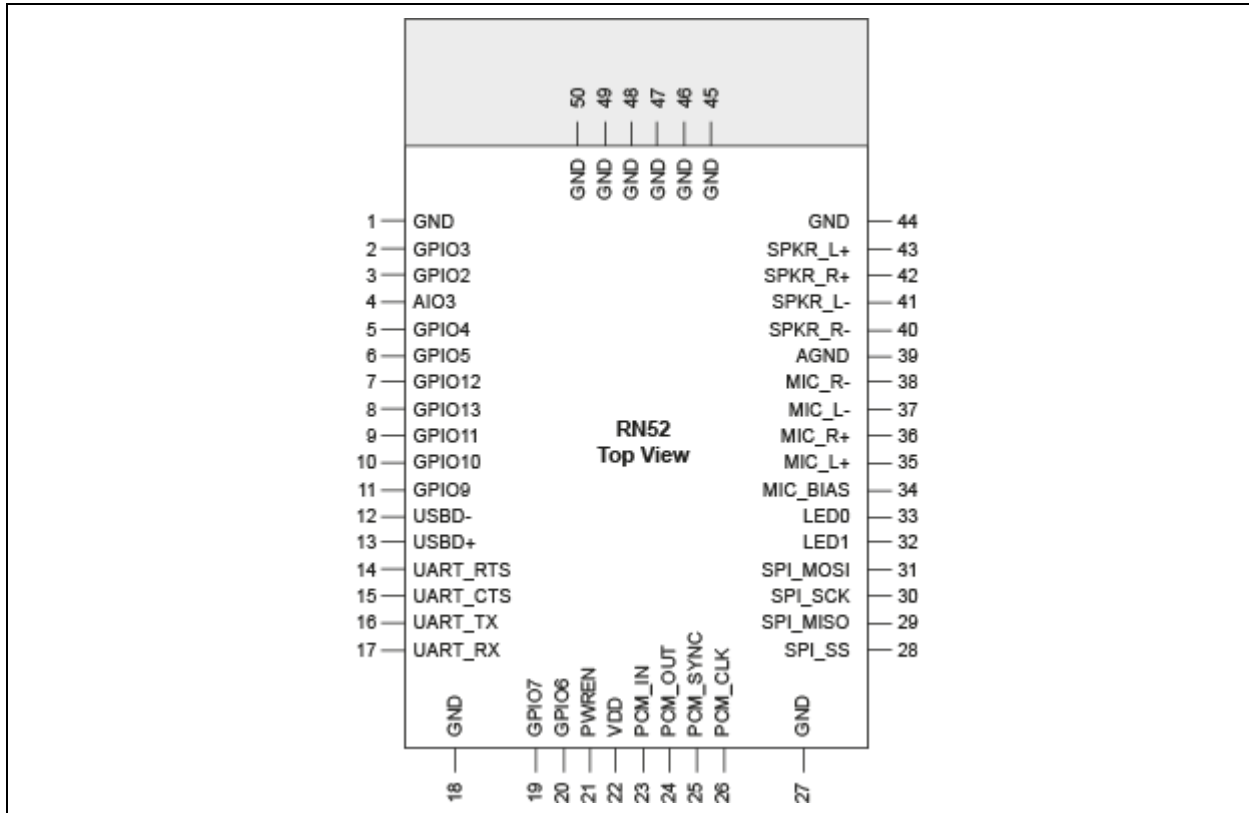 50 49 48 47 46 45
GND GND GND GND GND GND
1 GND GND 44
2 GPIO3 SPKR_L+ 43
3 GPIO2 SPKR_R+ 42
4 AIO3 SPKR_L- 41
5 GPIO4 SPKR_R- 40
6 GPIO5 AGND 39
7 GPIO12 MIC_R- 38
8 GPIO13 MIC_L- 37
9 GPIO11 MIC_R+ 36
RN52
Top View
10 GPIO10 MIC_L+ 35
11 GPIO9 MIC_BIAS 34
12 USBD- LED0 33
13 USBD+ LED1 32
14 UART_RTS SPI_MOSI 31
15 UART_CTS SPI_SCK 30
16 UART_TX SPI_MISO 29
17 UART_RX SPI_SS 28
GND GPIO7 GPIO6 PWREN VDD PCM_IN PCM_OUT PCM_SYNC PCM_CLK GND
18 19 20 21 22 23 24 25 26 27